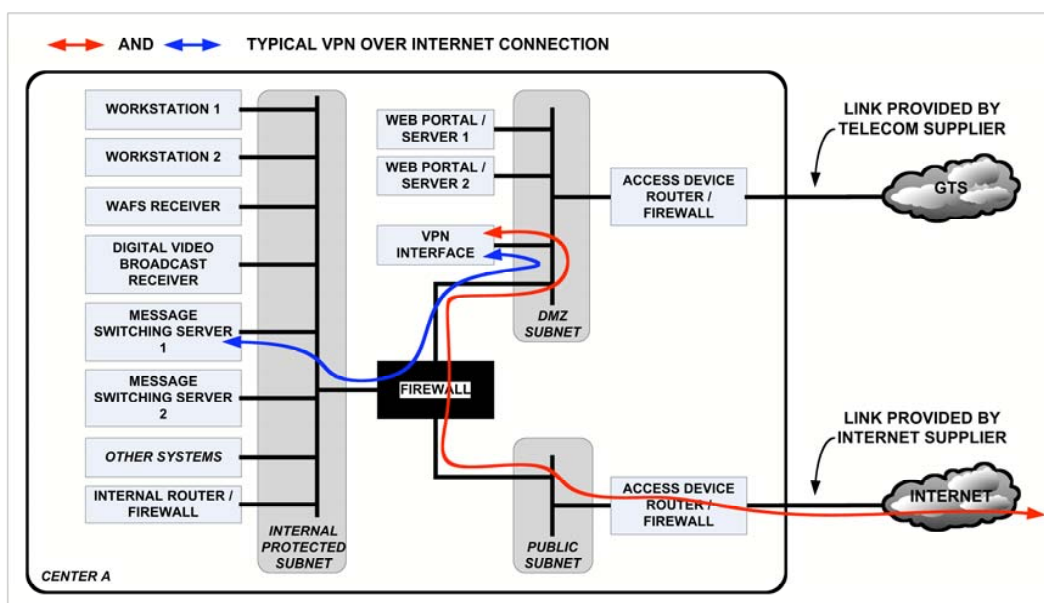 AND
TYPICAL VPN OVER INTERNET CONNECTION
WORKSTATION 1
WORKSTATION 2
WAFS RECEIVER
DIGITAL VIDEO
BROADCAST
RECEIVER
MESSAGE
SWITCHING SERVER
1
MESSAGE
SWITCHING SERVER
2
OTHER SYSTEMS
INTERNAL ROUTER /
FIREWALL
INTERNAL
PROTECTED
SUBNET
CENTER A
WEB PORTAL /
SERVER 1
WEB PORTAL /
SERVER 2
VPN
INTERFACE
DMZ
SUBNET
FIREWALL
PUBLIC
SUBNET
ACCESS DEVICE
ROUTER /
FIREWALL
LINK PROVIDED BY
TELECOM SUPPLIER
GTS
ACCESS DEVICE
ROUTER /
FIREWALL
LINK PROVIDED BY
INTERNET SUPPLIER
INTERNET